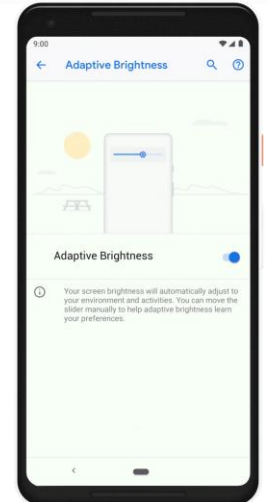 9:00
Adaptive Brightness
Adaptive Brightness
Your screen brightness will automatically adjust to
your environment and activities. You can move the
slider manually to help adaptive brightness learn
your preferences.